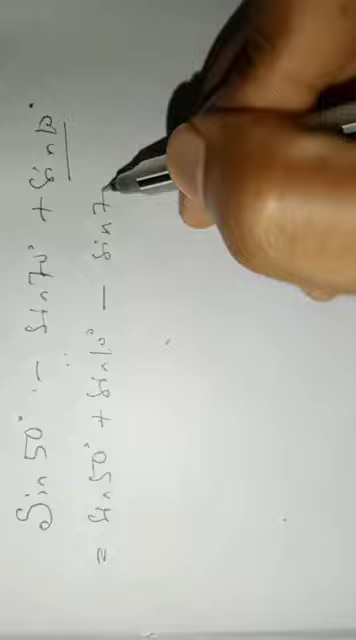 Sin 50° - sin 70° + sin 10°
= sin 50° + sin 10° - sin 7